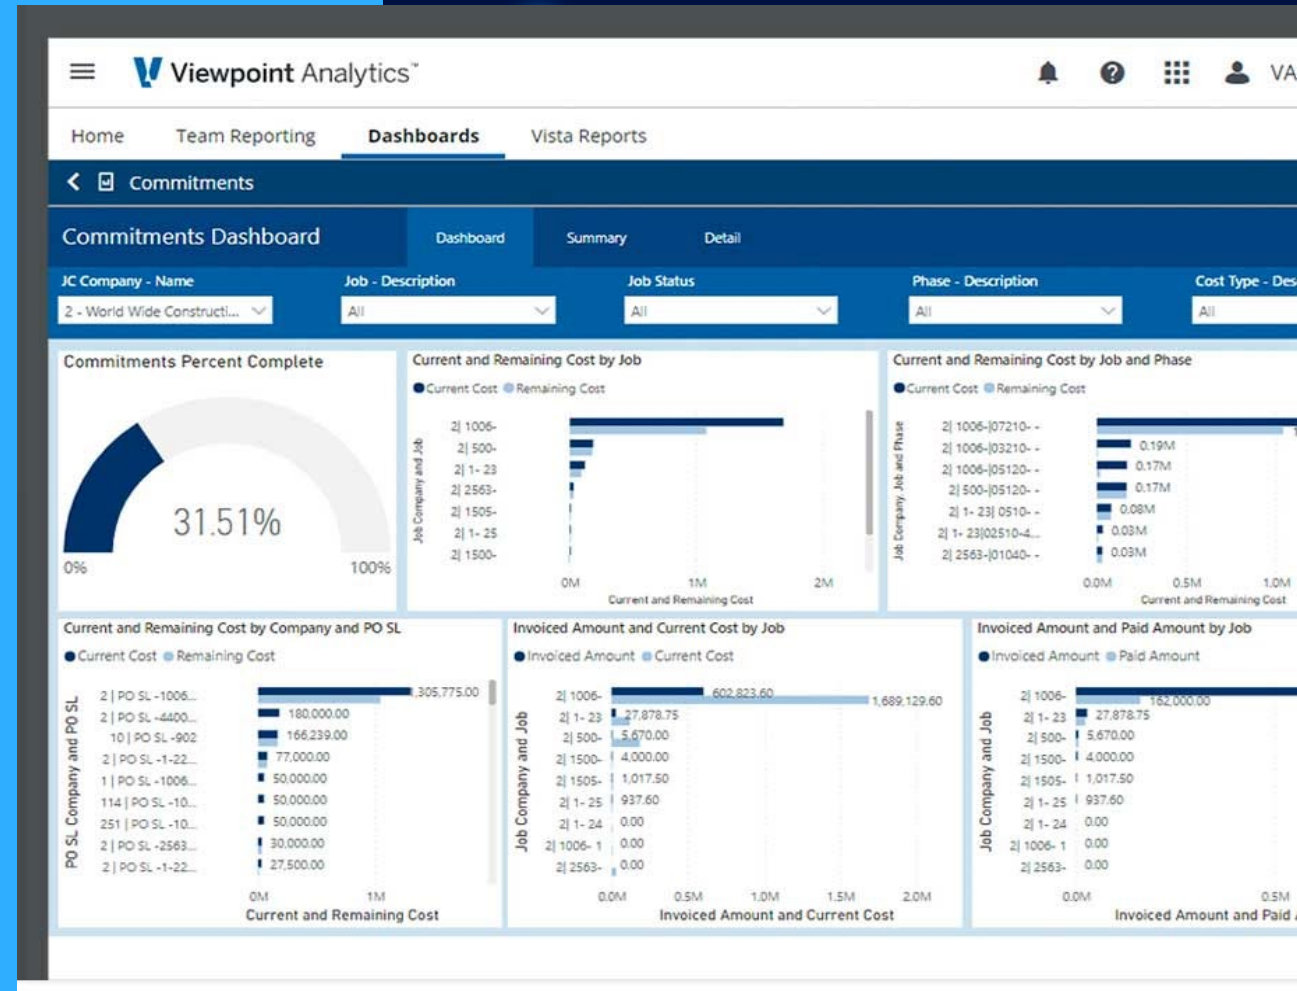 Viewpoint Analytics™
VA
Home Team Reporting Dashboards Vista Reports
Commitments
Commitments Dashboard Dashboard Summary Detail
JC Company - Name Job - Description Job Status Phase - Description Cost Type - Des
2 - World Wide Constructi... All All All All
Commitments Percent Complete
31.51%
0% 100%
Current and Remaining Cost by Job
Current Cost Remaining Cost
Job Company and Job
2| 1006-
2| 500-
2| 1- 23
2| 2563-
2| 1505-
2| 1- 25
2| 1500-
0M 1M 2M
Current and Remaining Cost
Current and Remaining Cost by Job and Phase
Current Cost Remaining Cost
Job Company, Job and Phase
2| 1006-|07210- - 1
2| 1006-|03210- - 0.19M
2| 1006-|05120- - 0.17M
2| 500-|05120- - 0.17M
2| 1- 23| 0510- - 0.08M
2| 1- 23|02510-4... 0.03M
2| 2563-|01040- - 0.03M
0.0M 0.5M 1.0M
Current and Remaining Cost
Current and Remaining Cost by Company and PO SL
Current Cost Remaining Cost
PO SL Company and PO SL
2 | PO SL -1006... 1,305,775.00
2 | PO SL -4400... 180,000.00
10 | PO SL -902 166,239.00
2 | PO SL -1-22... 77,000.00
1 | PO SL -1006... 50,000.00
114 | PO SL -10... 50,000.00
251 | PO SL -10... 50,000.00
2 | PO SL -2563... 30,000.00
2 | PO SL -1-22... 27,500.00
0M 1M
Current and Remaining Cost
Invoiced Amount and Current Cost by Job
Invoiced Amount Current Cost
Job Company and Job
2| 1006- 602,823.60 1,689,129.60
2| 1- 23 27,878.75
2| 500- 5,670.00
2| 1500- 4,000.00
2| 1505- 1,017.50
2| 1- 25 937.60
2| 1- 24 0.00
2| 1006- 1 0.00
2| 2563- 0.00
0.0M 0.5M 1.0M 1.5M 2.0M
Invoiced Amount and Current Cost
Invoiced Amount and Paid Amount by Job
Invoiced Amount Paid Amount
Job Company and Job
2| 1006- 162,000.00
2| 1- 23 27,878.75
2| 500- 5,670.00
2| 1500- 4,000.00
2| 1505- 1,017.50
2| 1- 25 937.60
2| 1- 24 0.00
2| 1006- 1 0.00
2| 2563- 0.00
0.0M 0.5M
Invoiced Amount and Paid